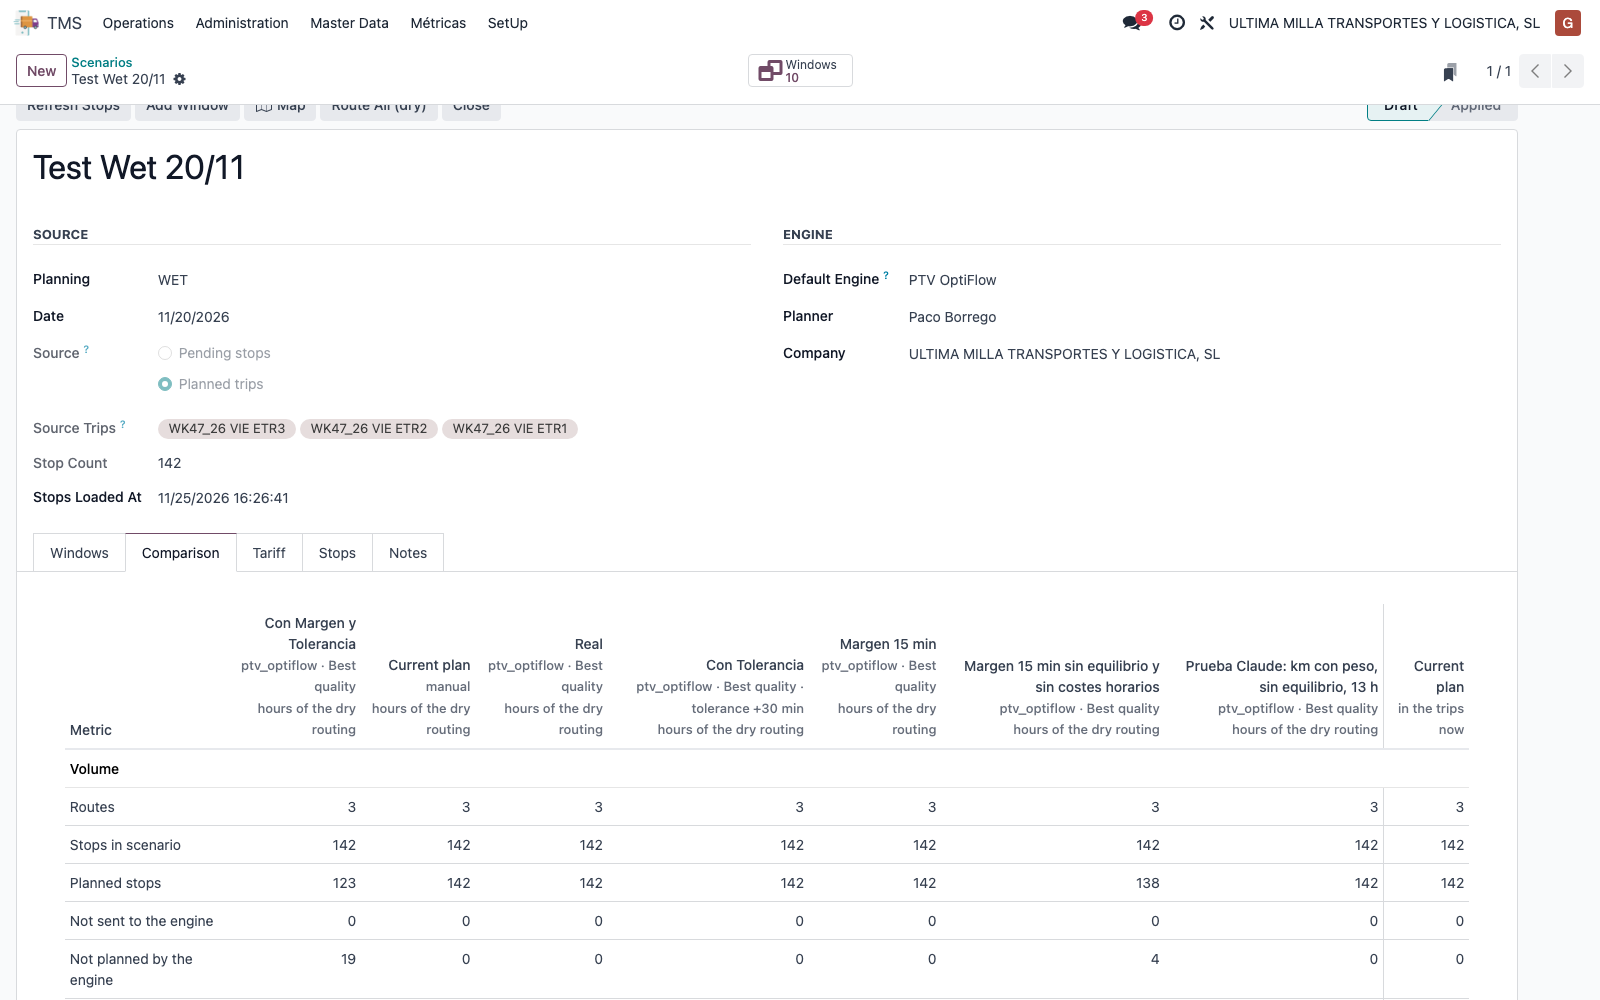 TMS Operations Administration Master Data Métricas SetUp 3 ULTIMA MILLA TRANSPORTES Y LOGISTICA, SL G
New Scenarios
Test Wet 20/11
Windows
10
1 / 1
Refresh Stops Add Window Map Route All (dry) Close Draft Applied
Test Wet 20/11
SOURCE
Planning WET
Date 11/20/2026
Source ? Pending stops
Planned trips
Source Trips ? WK47_26 VIE ETR3 WK47_26 VIE ETR2 WK47_26 VIE ETR1
Stop Count 142
Stops Loaded At 11/25/2026 16:26:41
ENGINE
Default Engine ? PTV OptiFlow
Planner Paco Borrego
Company ULTIMA MILLA TRANSPORTES Y LOGISTICA, SL
Windows Comparison Tariff Stops Notes
Metric
Con Margen y
Tolerancia
ptv_optiflow · Best
quality
hours of the dry
routing
Current plan
manual
hours of the dry
routing
Real
ptv_optiflow · Best
quality
hours of the dry
routing
Con Tolerancia
ptv_optiflow · Best quality ·
tolerance +30 min
hours of the dry routing
Margen 15 min
ptv_optiflow · Best
quality
hours of the dry
routing
Margen 15 min sin equilibrio y
sin costes horarios
ptv_optiflow · Best quality
hours of the dry routing
Prueba Claude: km con peso,
sin equilibrio, 13 h
ptv_optiflow · Best quality
hours of the dry routing
Current
plan
in the trips
now
Volume
Routes 3 3 3 3 3 3 3 3
Stops in scenario 142 142 142 142 142 142 142 142
Planned stops 123 142 142 142 142 138 142 142
Not sent to the engine 0 0 0 0 0 0 0 0
Not planned by the
engine 19 0 0 0 0 4 0 0